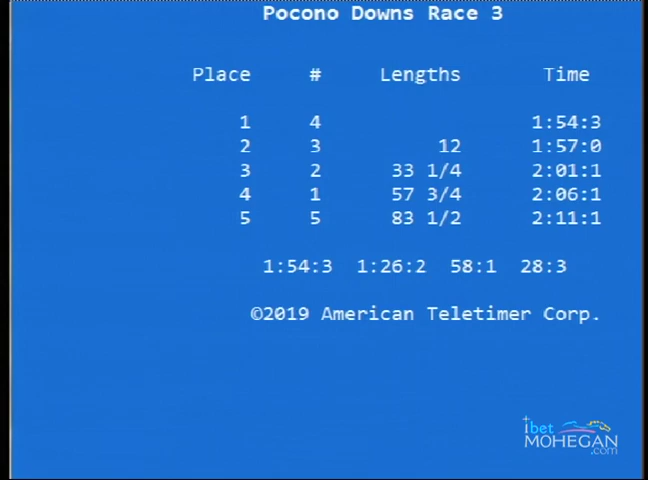 Pocono Downs Race 3
Place # Lengths Time
1 4 1:54:3
2 3 12 1:57:0
3 2 33 1/4 2:01:1
4 1 57 3/4 2:06:1
5 5 83 1/2 2:11:1
1:54:3 1:26:2 58:1 28:3
©2019 American Teletimer Corp.
ibet
MOHEGAN
.com